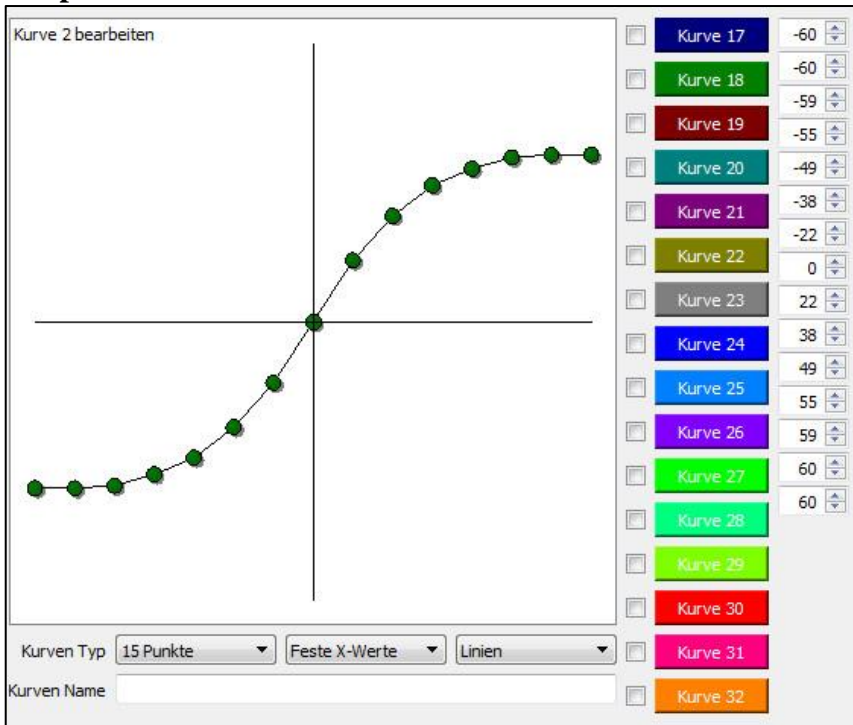 Kurve 2 bearbeiten
Kurve 17 -60
Kurve 18 -60
Kurve 19 -59
Kurve 20 -55
Kurve 21 -49
Kurve 22 -38
Kurve 23 -22
Kurve 24 0
Kurve 25 22
Kurve 26 38
Kurve 27 49
Kurve 28 55
Kurve 29 59
Kurve 30 60
Kurve 31 60
Kurve 32
Kurven Typ 15 Punkte Feste X-Werte Linien
Kurven Name